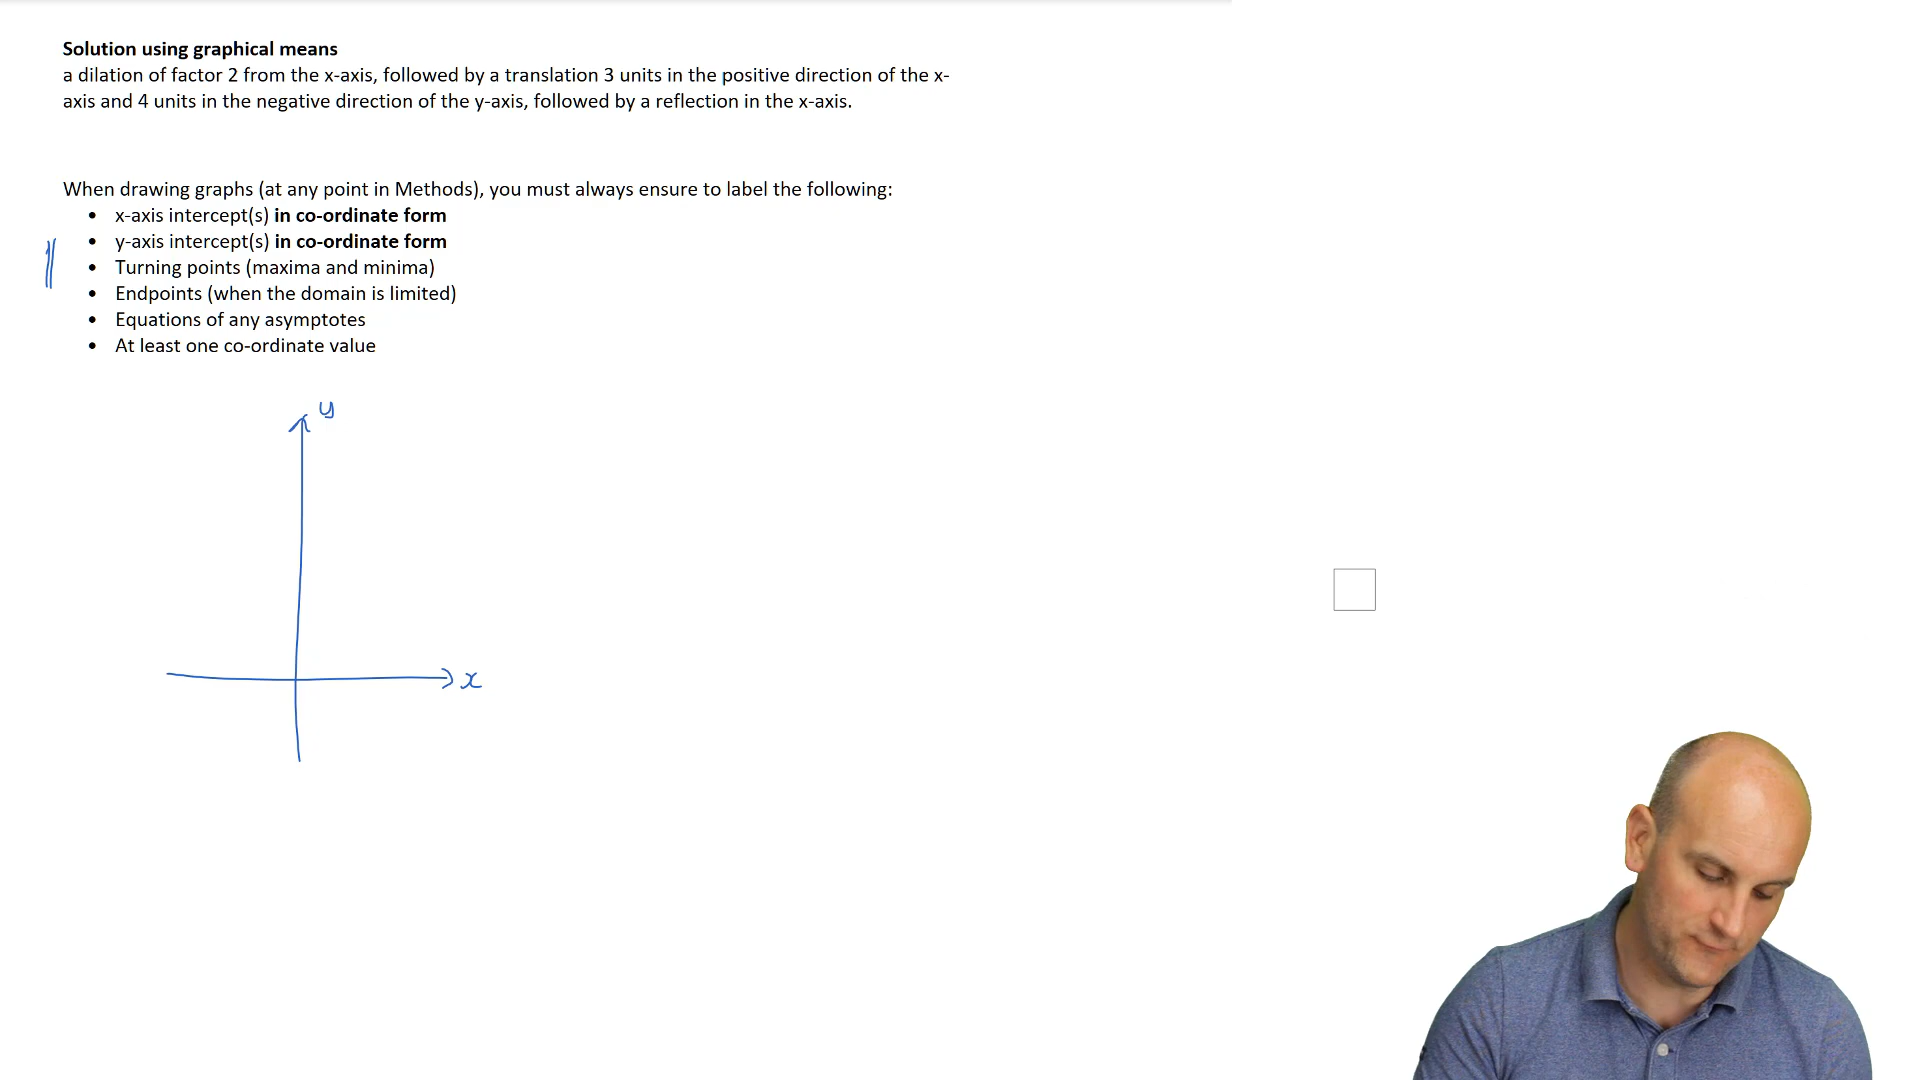 Solution using graphical means
a dilation of factor 2 from the x-axis, followed by a translation 3 units in the positive direction of the x-
axis and 4 units in the negative direction of the y-axis, followed by a reflection in the x-axis.
When drawing graphs (at any point in Methods), you must always ensure to label the following:
• x-axis intercept(s) in co-ordinate form
• y-axis intercept(s) in co-ordinate form
• Turning points (maxima and minima)
• Endpoints (when the domain is limited)
• Equations of any asymptotes
• At least one co-ordinate value
y
x